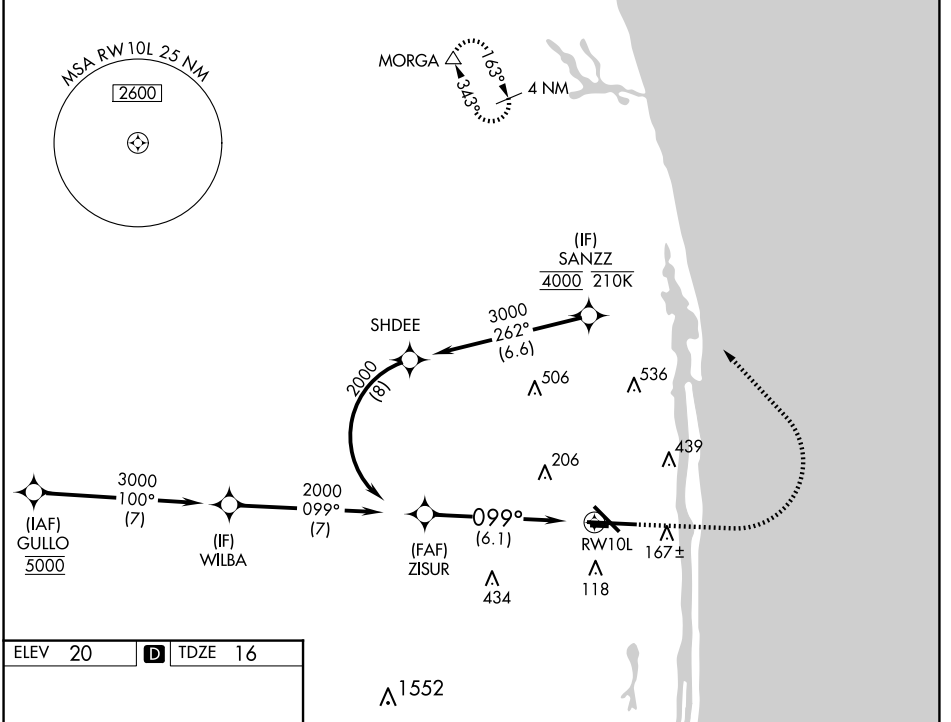 MSA RW 10L 25 NM
2600
MORGA
163°
343°
4 NM
(IF)
SANZZ
4000 210K
3000
262°
(6.6)
SHDEE
2000
(8)
506
536
439
206
3000
100°
(7)
2000
099°
(7)
099°
(6.1)
(IAF)
GULLO
5000
(IF)
WILBA
(FAF)
ZISUR
RW10L
167±
434
118
ELEV 20 D TDZE 16
1552